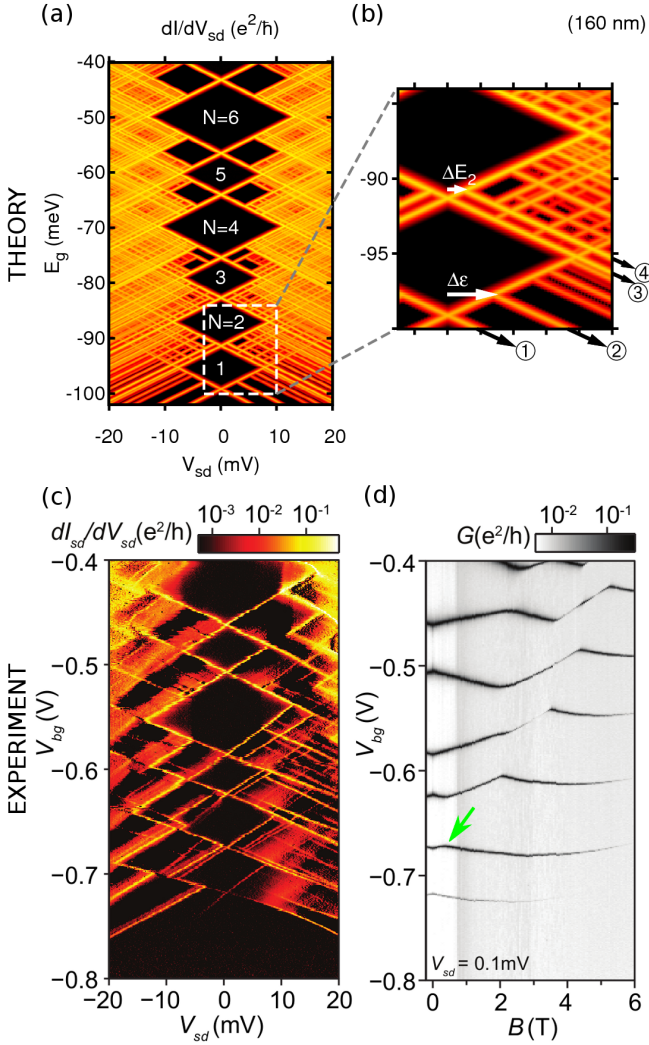 (a)
dI/dV_sd (e²/ħ)
(b)
(160 nm)
THEORY
E_g (meV)
-40
-50
-60
-70
-80
-90
-100
N=6
5
N=4
3
N=2
1
-20
-10
0
10
20
V_sd (mV)
-90
-95
ΔE₂
Δε
④
③
①
②
(c)
dI_sd/dV_sd(e²/h)
10⁻³
10⁻²
10⁻¹
(d)
G(e²/h)
10⁻²
10⁻¹
EXPERIMENT
V_bg(V)
−0.4
−0.5
−0.6
−0.7
−0.8
−20
−10
0
10
20
V_sd (mV)
V_bg(V)
−0.4
−0.5
−0.6
−0.7
−0.8
V_sd = 0.1mV
0
2
4
6
B(T)